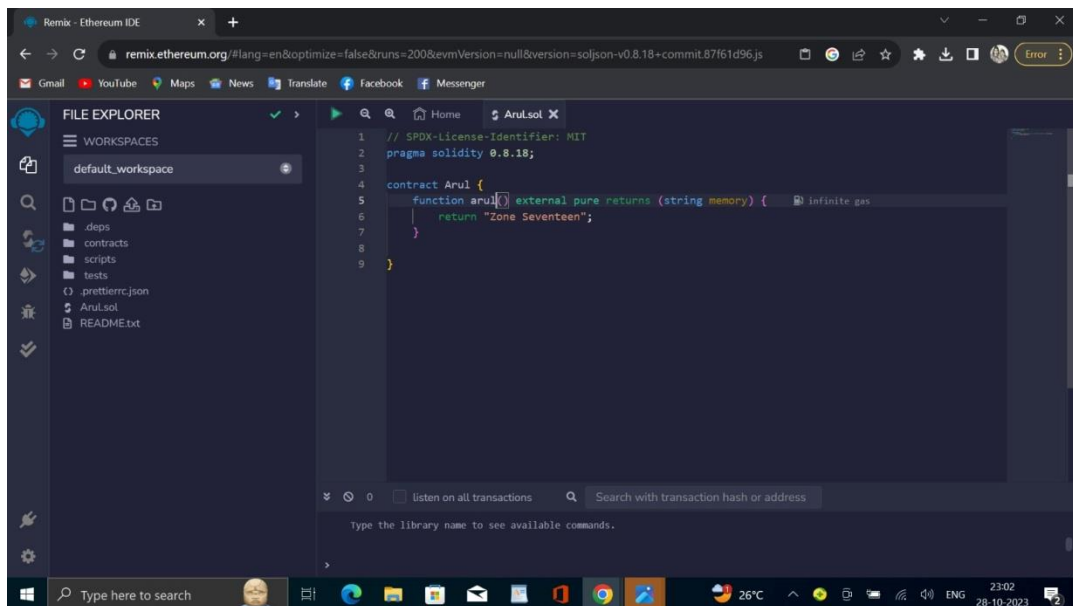 Remix - Ethereum IDE
remix.ethereum.org/#lang=en&optimize=false&runs=200&evmVersion=null&version=soljson-v0.8.18+commit.87f61d96.js
Error
Gmail YouTube Maps News Translate Facebook Messenger
FILE EXPLORER
WORKSPACES
default_workspace
.deps
contracts
scripts
tests
.prettierrc.json
Arul.sol
README.txt
Home Arul.sol
1 // SPDX-License-Identifier: MIT
2 pragma solidity 0.8.18;
3
4 contract Arul {
5 function arul() external pure returns (string memory) { infinite gas
6 return "Zone Seventeen";
7 }
8
9 }
0 listen on all transactions Search with transaction hash or address
Type the library name to see available commands.
>
Type here to search
26°C ENG 23:02
28-10-2023
2